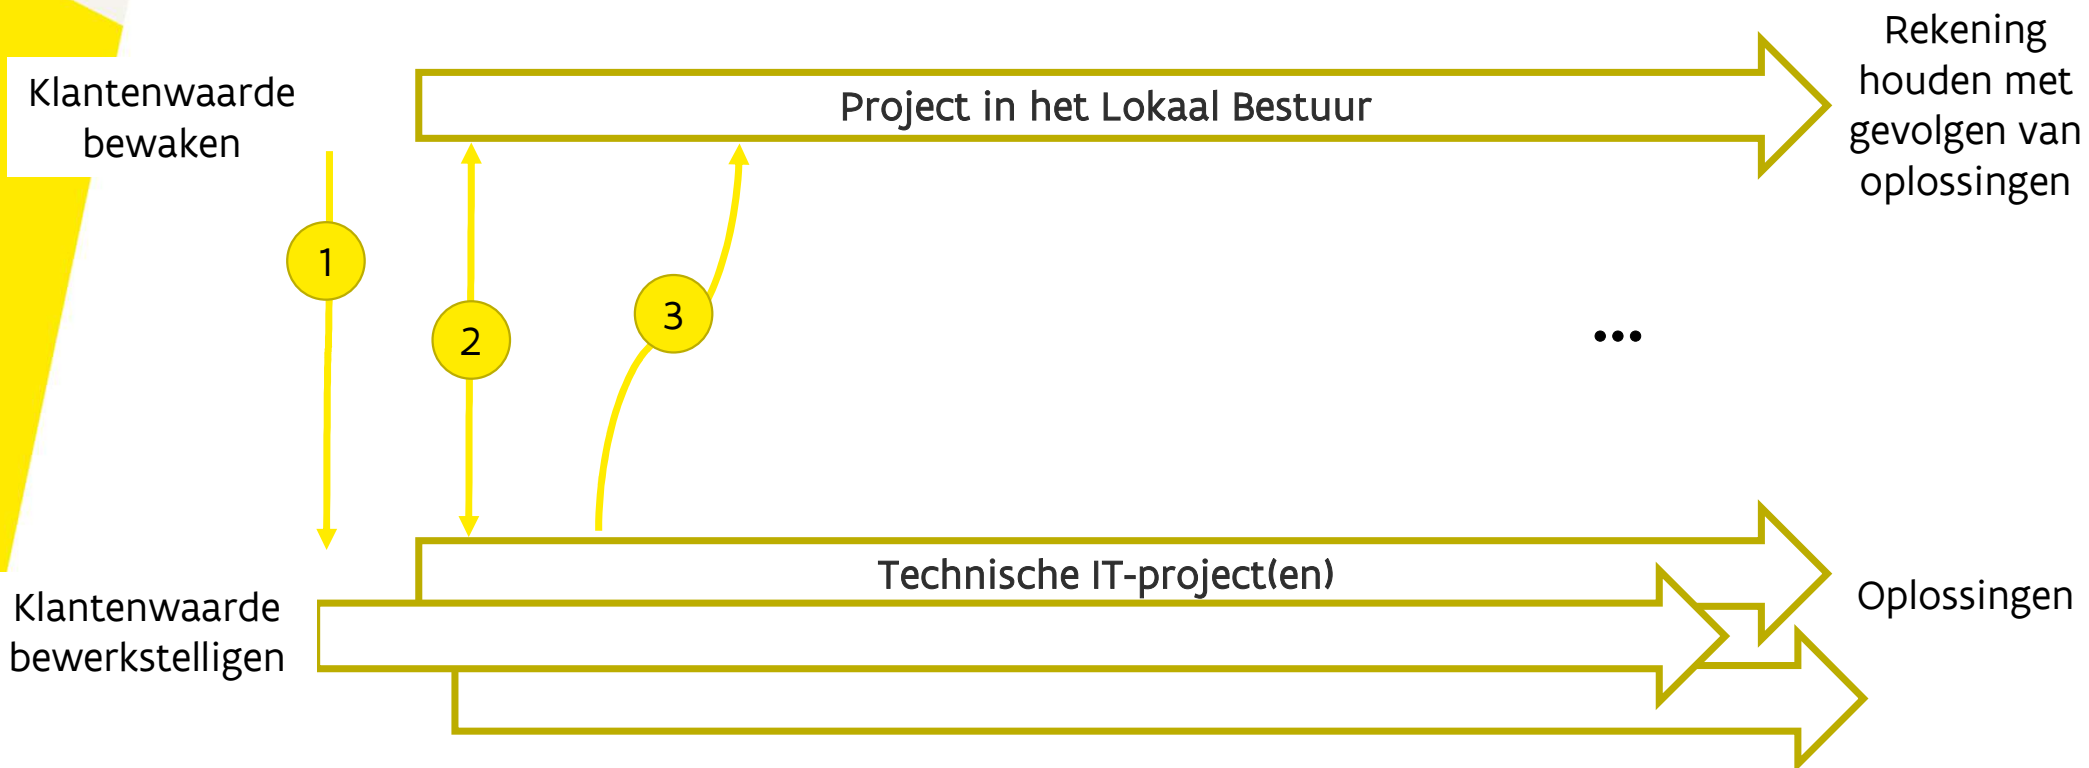 Klantenwaarde
bewaken
Project in het Lokaal Bestuur
Rekening
houden met
gevolgen van
oplossingen
1
2
3
...
Technische IT-project(en)
Klantenwaarde
bewerkstelligen
Oplossingen